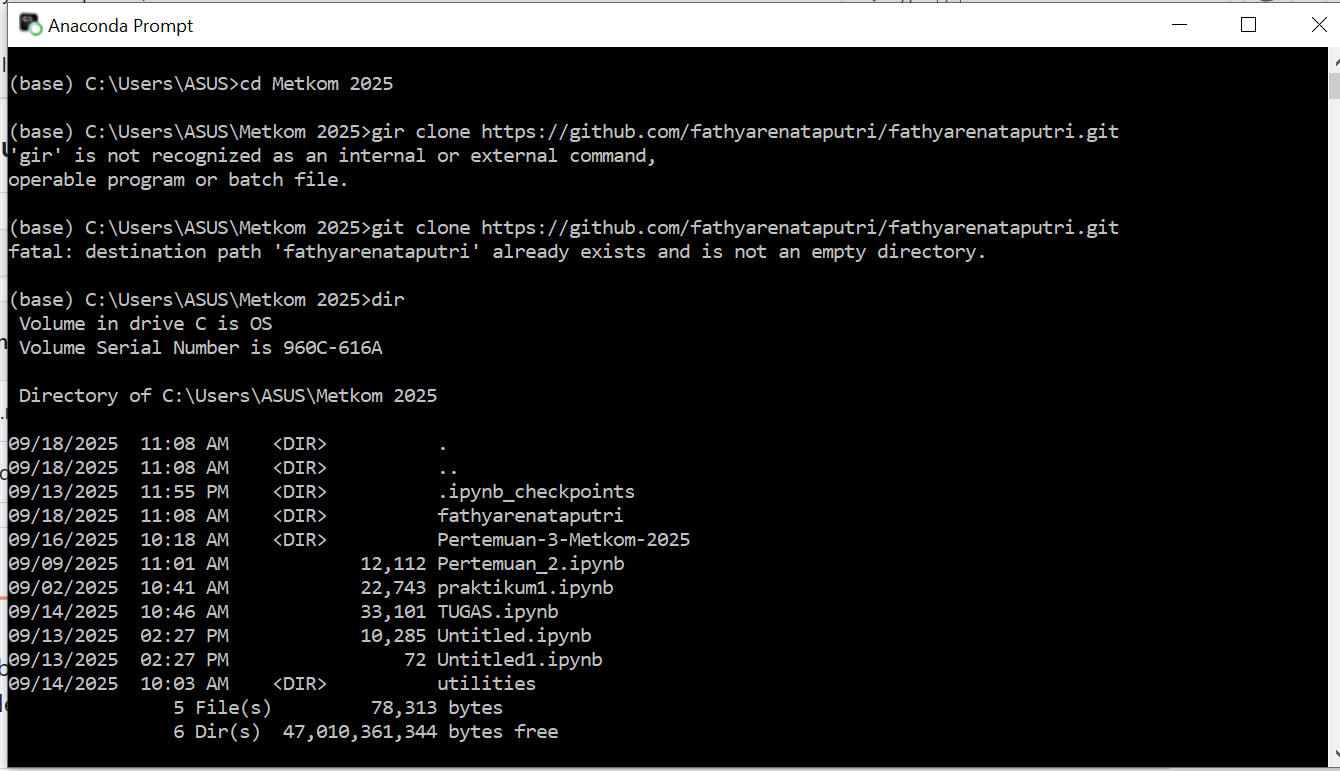 Anaconda Prompt
(base) C:\Users\ASUS>cd Metkom 2025
(base) C:\Users\ASUS\Metkom 2025>gir clone https://github.com/fathyarenataputri/fathyarenataputri.git
'gir' is not recognized as an internal or external command,
operable program or batch file.
(base) C:\Users\ASUS\Metkom 2025>git clone https://github.com/fathyarenataputri/fathyarenataputri.git
fatal: destination path 'fathyarenataputri' already exists and is not an empty directory.
(base) C:\Users\ASUS\Metkom 2025>dir
 Volume in drive C is OS
 Volume Serial Number is 960C-616A
 Directory of C:\Users\ASUS\Metkom 2025
09/18/2025  11:08 AM    <DIR>          .
09/18/2025  11:08 AM    <DIR>          ..
09/13/2025  11:55 PM    <DIR>          .ipynb_checkpoints
09/18/2025  11:08 AM    <DIR>          fathyarenataputri
09/16/2025  10:18 AM    <DIR>          Pertemuan-3-Metkom-2025
09/09/2025  11:01 AM            12,112 Pertemuan_2.ipynb
09/02/2025  10:41 AM            22,743 praktikum1.ipynb
09/14/2025  10:46 AM            33,101 TUGAS.ipynb
09/13/2025  02:27 PM            10,285 Untitled.ipynb
09/13/2025  02:27 PM                72 Untitled1.ipynb
09/14/2025  10:03 AM    <DIR>          utilities
               5 File(s)         78,313 bytes
               6 Dir(s)  47,010,361,344 bytes free